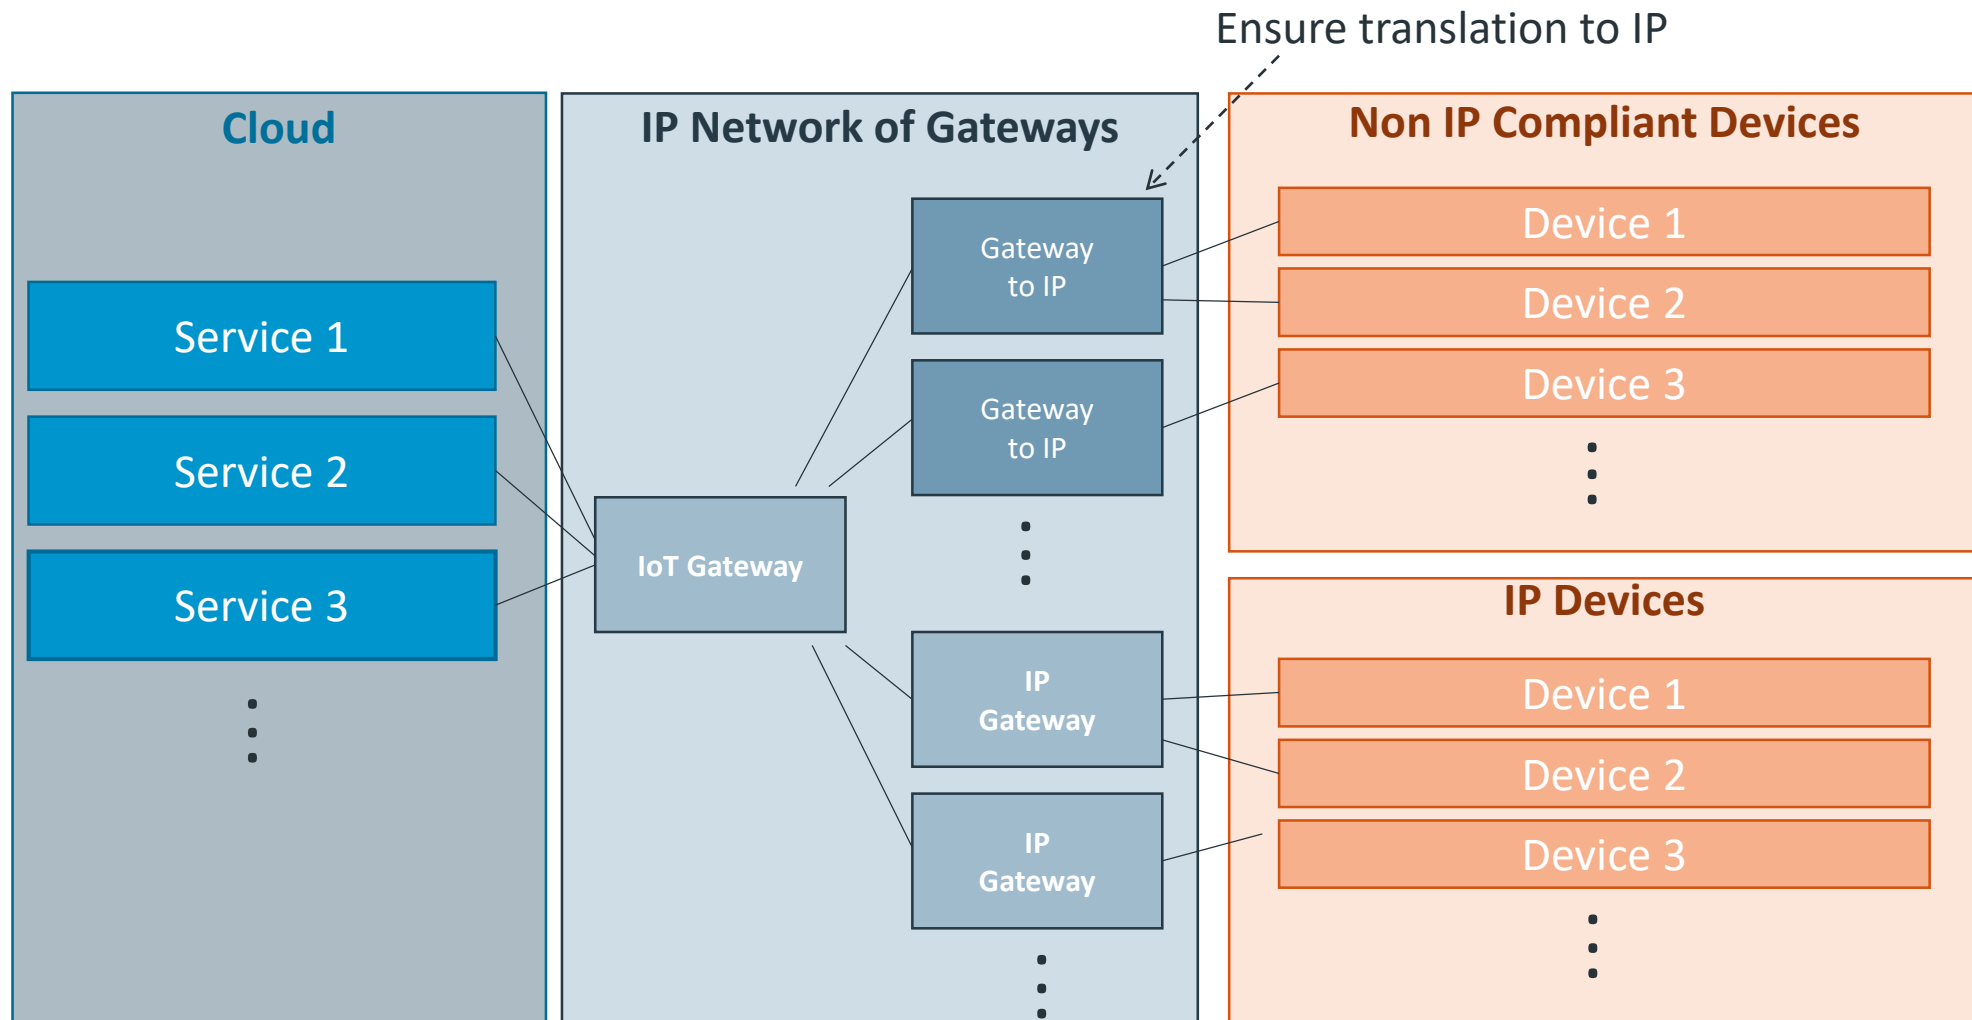 Ensure translation to IP
Cloud
Service 1
Service 2
Service 3
IP Network of Gateways
IoT Gateway
Gateway
to IP
Gateway
to IP
IP
Gateway
IP
Gateway
Non IP Compliant Devices
Device 1
Device 2
Device 3
IP Devices
Device 1
Device 2
Device 3